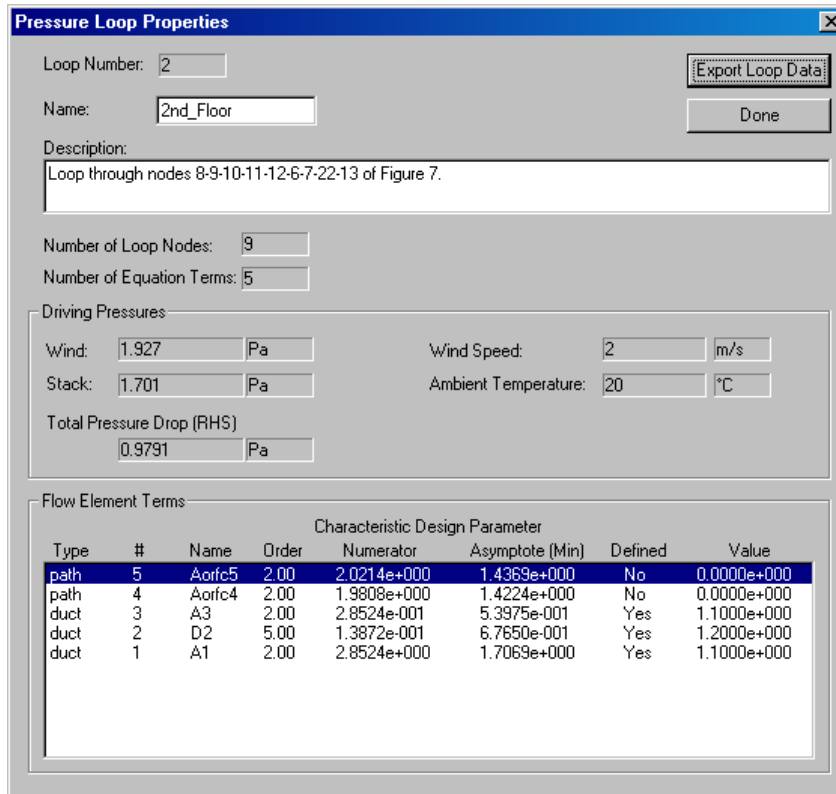 Pressure Loop Properties
Loop Number: 2
Export Loop Data
Name: 2nd_Floor
Done
Description:
Loop through nodes 8-9-10-11-12-6-7-22-13 of Figure 7.
Number of Loop Nodes: 9
Number of Equation Terms: 5
Driving Pressures
Wind: 1.927 Pa Wind Speed: 2 m/s
Stack: 1.701 Pa Ambient Temperature: 20 °C
Total Pressure Drop (RHS)
0.9791 Pa
Flow Element Terms
Characteristic Design Parameter
Type # Name Order Numerator Asymptote (Min) Defined Value
path 5 Aorfc5 2.00 2.0214e+000 1.4369e+000 No 0.0000e+000
path 4 Aorfc4 2.00 1.9808e+000 1.4224e+000 No 0.0000e+000
duct 3 A3 2.00 2.8524e-001 5.3975e-001 Yes 1.1000e+000
duct 2 D2 5.00 1.3872e-001 6.7650e-001 Yes 1.2000e+000
duct 1 A1 2.00 2.8524e+000 1.7069e+000 Yes 1.1000e+000